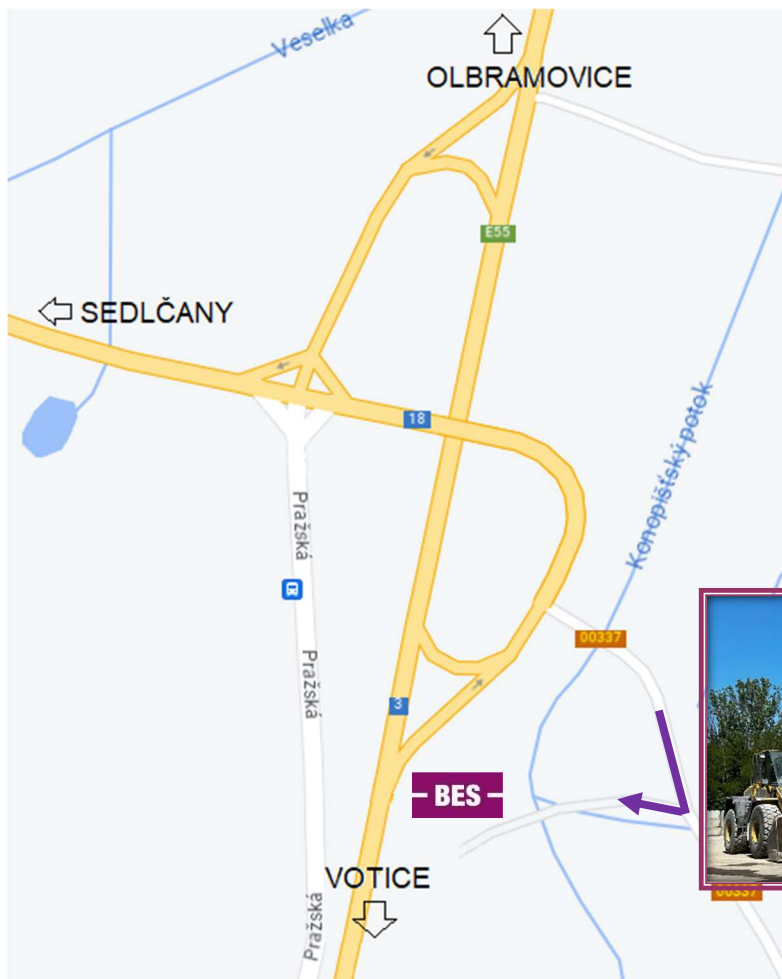 Veselka
OLBRAMOVICE
E55
SEDLČANY
18
Konopišťský potok
Pražská
00337
Pražská
3
BES
VOTICE
00337
Pražská